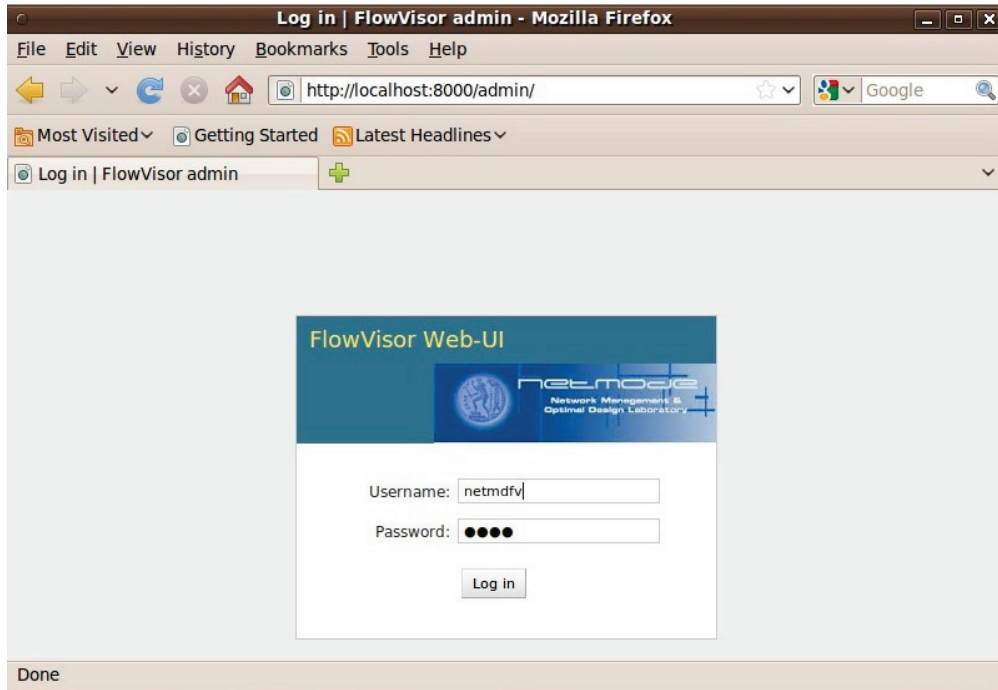 Log in | FlowVisor admin - Mozilla Firefox
File Edit View History Bookmarks Tools Help
http://localhost:8000/admin/ Google
Most Visited Getting Started Latest Headlines
Log in | FlowVisor admin
FlowVisor Web-UI
netmode
Network Management &
Optimal Design Laboratory
Username: netmdfv
Password: ●●●●
Log in
Done